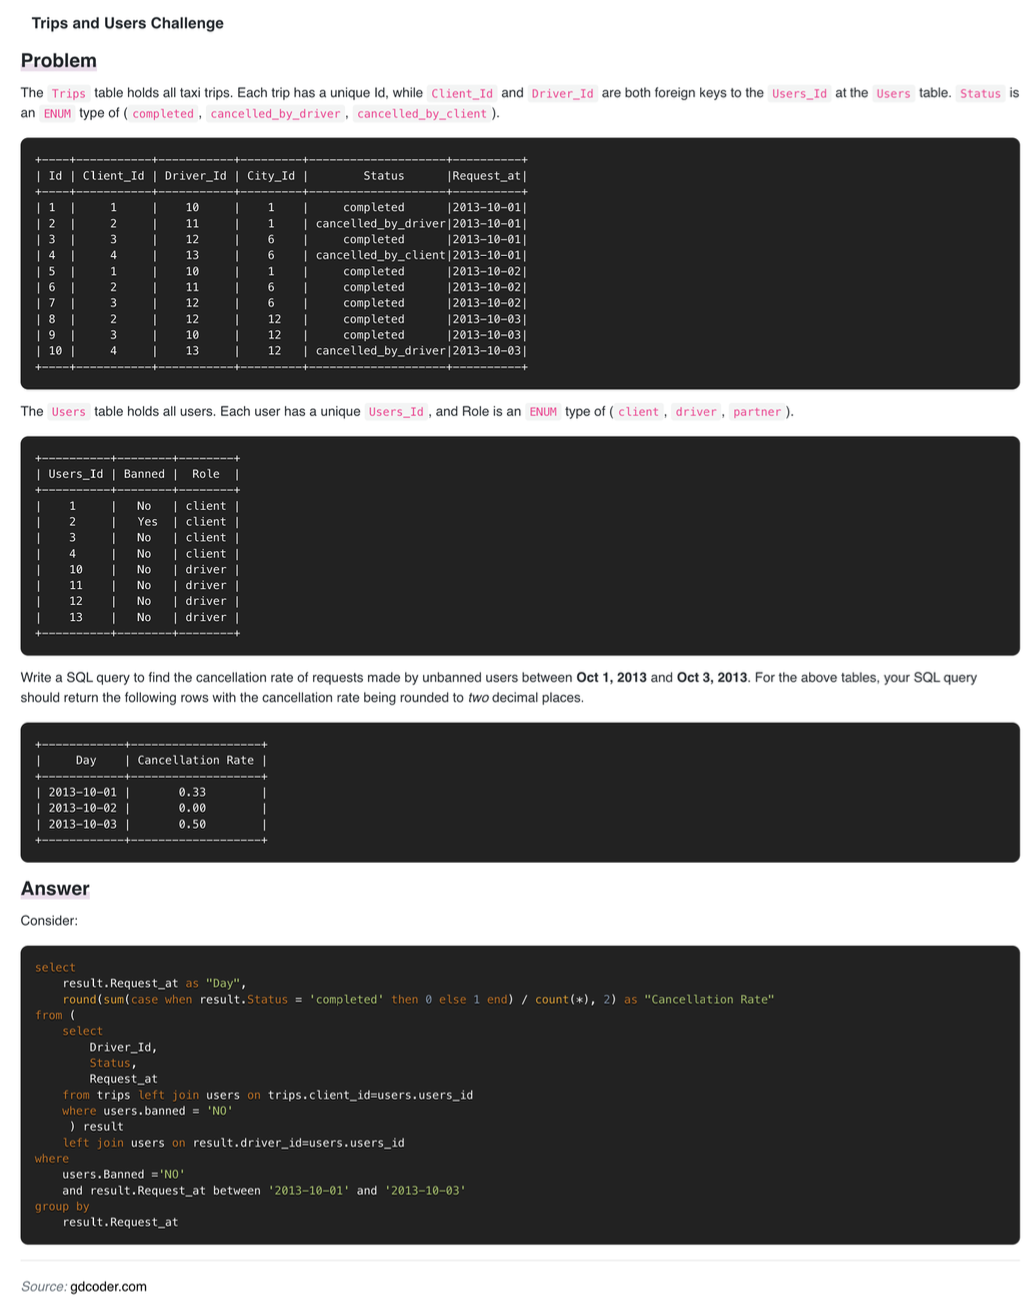 Trips and Users Challenge
Problem
The Trips table holds all taxi trips. Each trip has a unique Id, while Client_Id and Driver_Id are both foreign keys to the Users_Id at the Users table. Status is
an ENUM type of ( completed , cancelled_by_driver , cancelled_by_client ).
+----+-----------+-----------+---------+--------------------+----------+
| Id | Client_Id | Driver_Id | City_Id |        Status      |Request_at|
+----+-----------+-----------+---------+--------------------+----------+
| 1  |     1     |    10     |    1    |     completed      |2013-10-01|
| 2  |     2     |    11     |    1    | cancelled_by_driver|2013-10-01|
| 3  |     3     |    12     |    6    |     completed      |2013-10-01|
| 4  |     4     |    13     |    6    | cancelled_by_client|2013-10-01|
| 5  |     1     |    10     |    1    |     completed      |2013-10-02|
| 6  |     2     |    11     |    6    |     completed      |2013-10-02|
| 7  |     3     |    12     |    6    |     completed      |2013-10-02|
| 8  |     2     |    12     |    12   |     completed      |2013-10-03|
| 9  |     3     |    10     |    12   |     completed      |2013-10-03|
| 10 |     4     |    13     |    12   | cancelled_by_driver|2013-10-03|
+----+-----------+-----------+---------+--------------------+----------+
The Users table holds all users. Each user has a unique Users_Id , and Role is an ENUM type of ( client , driver , partner ).
+----------+--------+--------+
| Users_Id | Banned |  Role  |
+----------+--------+--------+
|    1     |   No   | client |
|    2     |   Yes  | client |
|    3     |   No   | client |
|    4     |   No   | client |
|    10    |   No   | driver |
|    11    |   No   | driver |
|    12    |   No   | driver |
|    13    |   No   | driver |
+----------+--------+--------+
Write a SQL query to find the cancellation rate of requests made by unbanned users between Oct 1, 2013 and Oct 3, 2013. For the above tables, your SQL query
should return the following rows with the cancellation rate being rounded to two decimal places.
+------------+-------------------+
|     Day    | Cancellation Rate |
+------------+-------------------+
| 2013-10-01 |       0.33        |
| 2013-10-02 |       0.00        |
| 2013-10-03 |       0.50        |
+------------+-------------------+
Answer
Consider:
select
    result.Request_at as "Day",
    round(sum(case when result.Status = 'completed' then 0 else 1 end) / count(*), 2) as "Cancellation Rate"
from (
    select
        Driver_Id,
        Status,
        Request_at
    from trips left join users on trips.client_id=users.users_id
    where users.banned = 'NO'
     ) result
    left join users on result.driver_id=users.users_id
where
    users.Banned ='NO'
    and result.Request_at between '2013-10-01' and '2013-10-03'
group by
    result.Request_at
Source: gdcoder.com